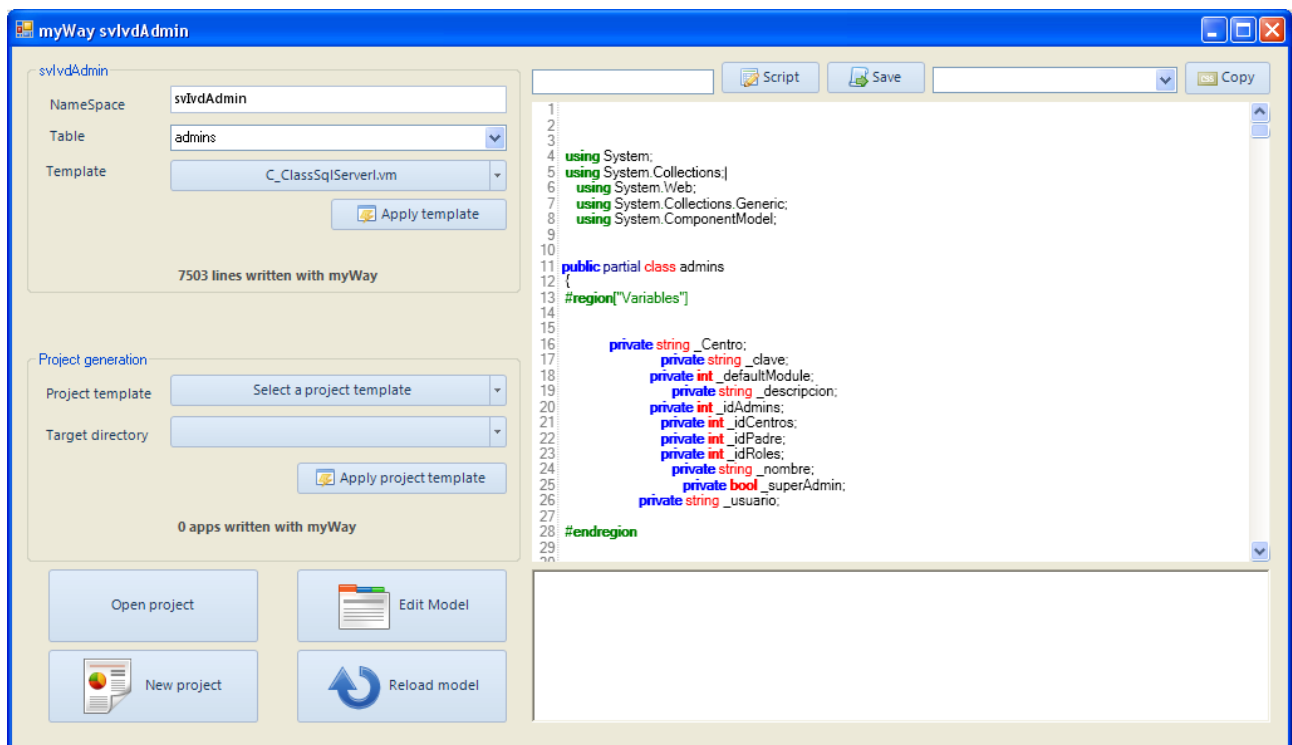 myWay svIvdAdmin
svIvdAdmin
NameSpace
svIvdAdmin
Table
admins
Template
C_ClassSqlServerI.vm
Apply template
7503 lines written with myWay
Project generation
Project template
Select a project template
Target directory
Apply project template
0 apps written with myWay
Open project
Edit Model
New project
Reload model
Script
Save
Copy
1
2
3
4 using System;
5 using System.Collections;
6 using System.Web;
7 using System.Collections.Generic;
8 using System.ComponentModel;
9
10
11 public partial class admins
12 {
13 #region["Variables"]
14
15
16 private string _Centro;
17 private string _clave;
18 private int _defaultModule;
19 private string _descripcion;
20 private int _idAdmins;
21 private int _idCentros;
22 private int _idPadre;
23 private int _idRoles;
24 private string _nombre;
25 private bool _superAdmin;
26 private string _usuario;
27
28 #endregion
29